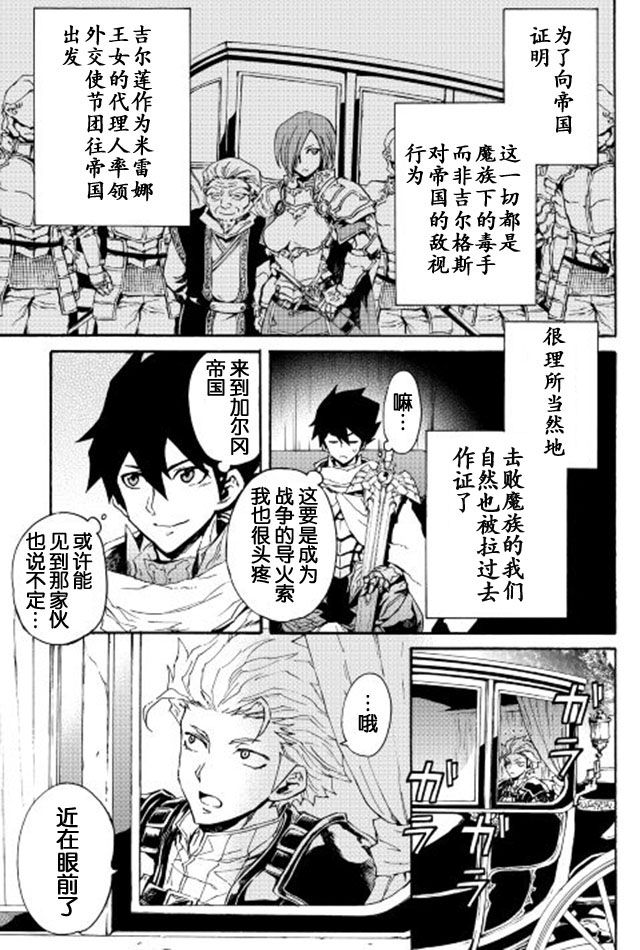 为了向帝国
证明
这一切都是
魔族下的毒手
而非吉尔格斯
对帝国的敌视
行为
吉尔莲作为米雷娜
王女的代理人率领
外交使节团往帝国
出发
很理所当然地
击败魔族的我们
自然也被拉过去
作证了
嘛…
这要是成为
战争的导火索
我也很头疼
来到加尔冈
帝国
或许能
见到那家伙
也说不定…
ガラ
ガラ
…哦
近在眼前了